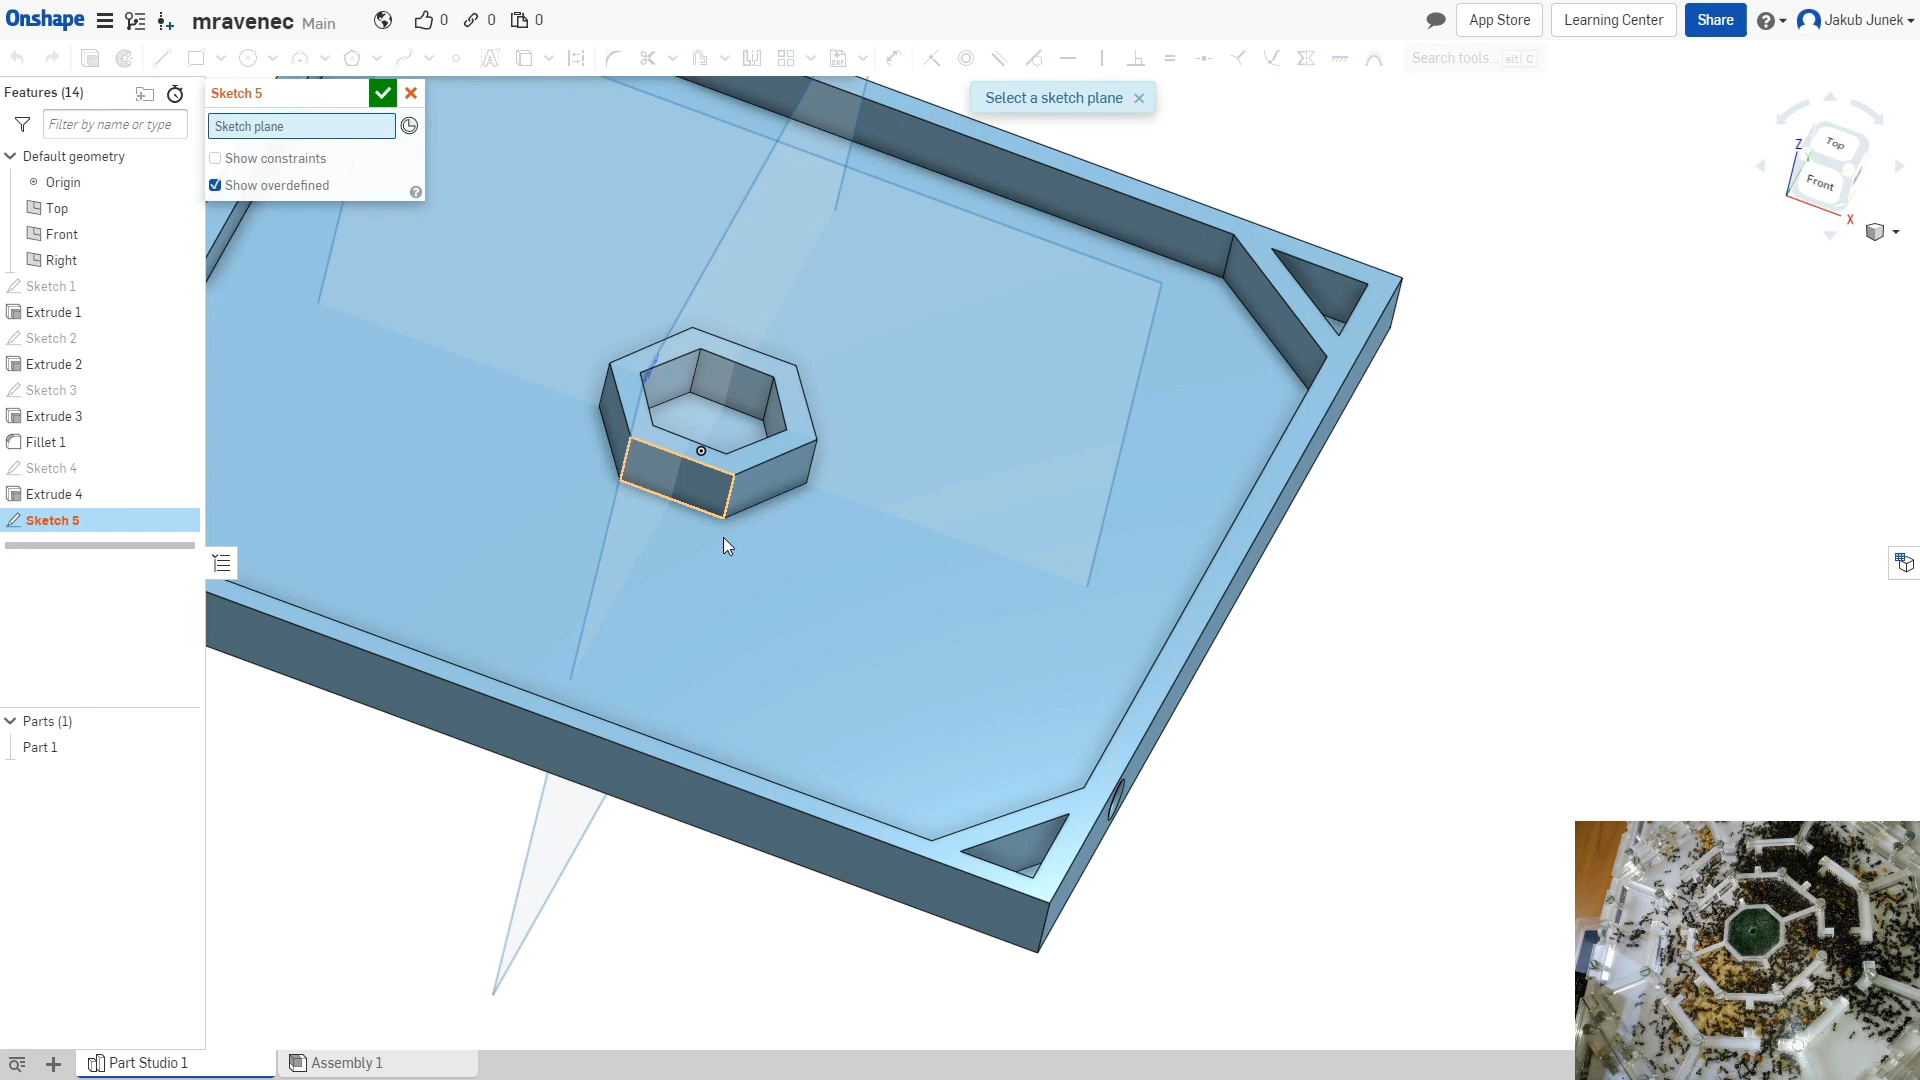 Onshape
mravenec Main
0
0
0
App Store
Learning Center
Share
Jakub Junek
Search tools... alt C
Features (14)
Filter by name or type
Default geometry
Origin
Top
Front
Right
Sketch 1
Extrude 1
Sketch 2
Extrude 2
Sketch 3
Extrude 3
Fillet 1
Sketch 4
Extrude 4
Sketch 5
Parts (1)
Part 1
Sketch 5
Sketch plane
Show constraints
Show overdefined
Select a sketch plane
Z
Top
Front
X
Part Studio 1
Assembly 1